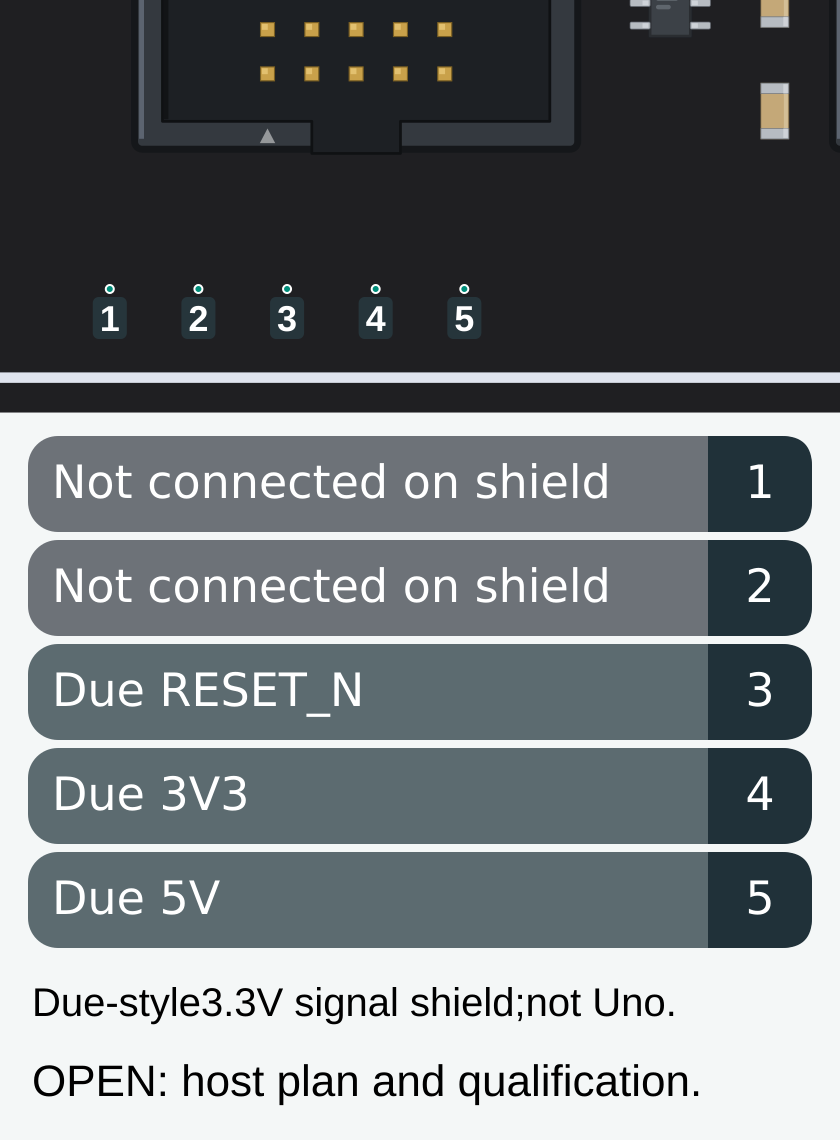 1 2 3 4 5
Not connected on shield 1
Not connected on shield 2
Due RESET_N 3
Due 3V3 4
Due 5V 5
Due-style3.3V signal shield;not Uno.
OPEN: host plan and qualification.